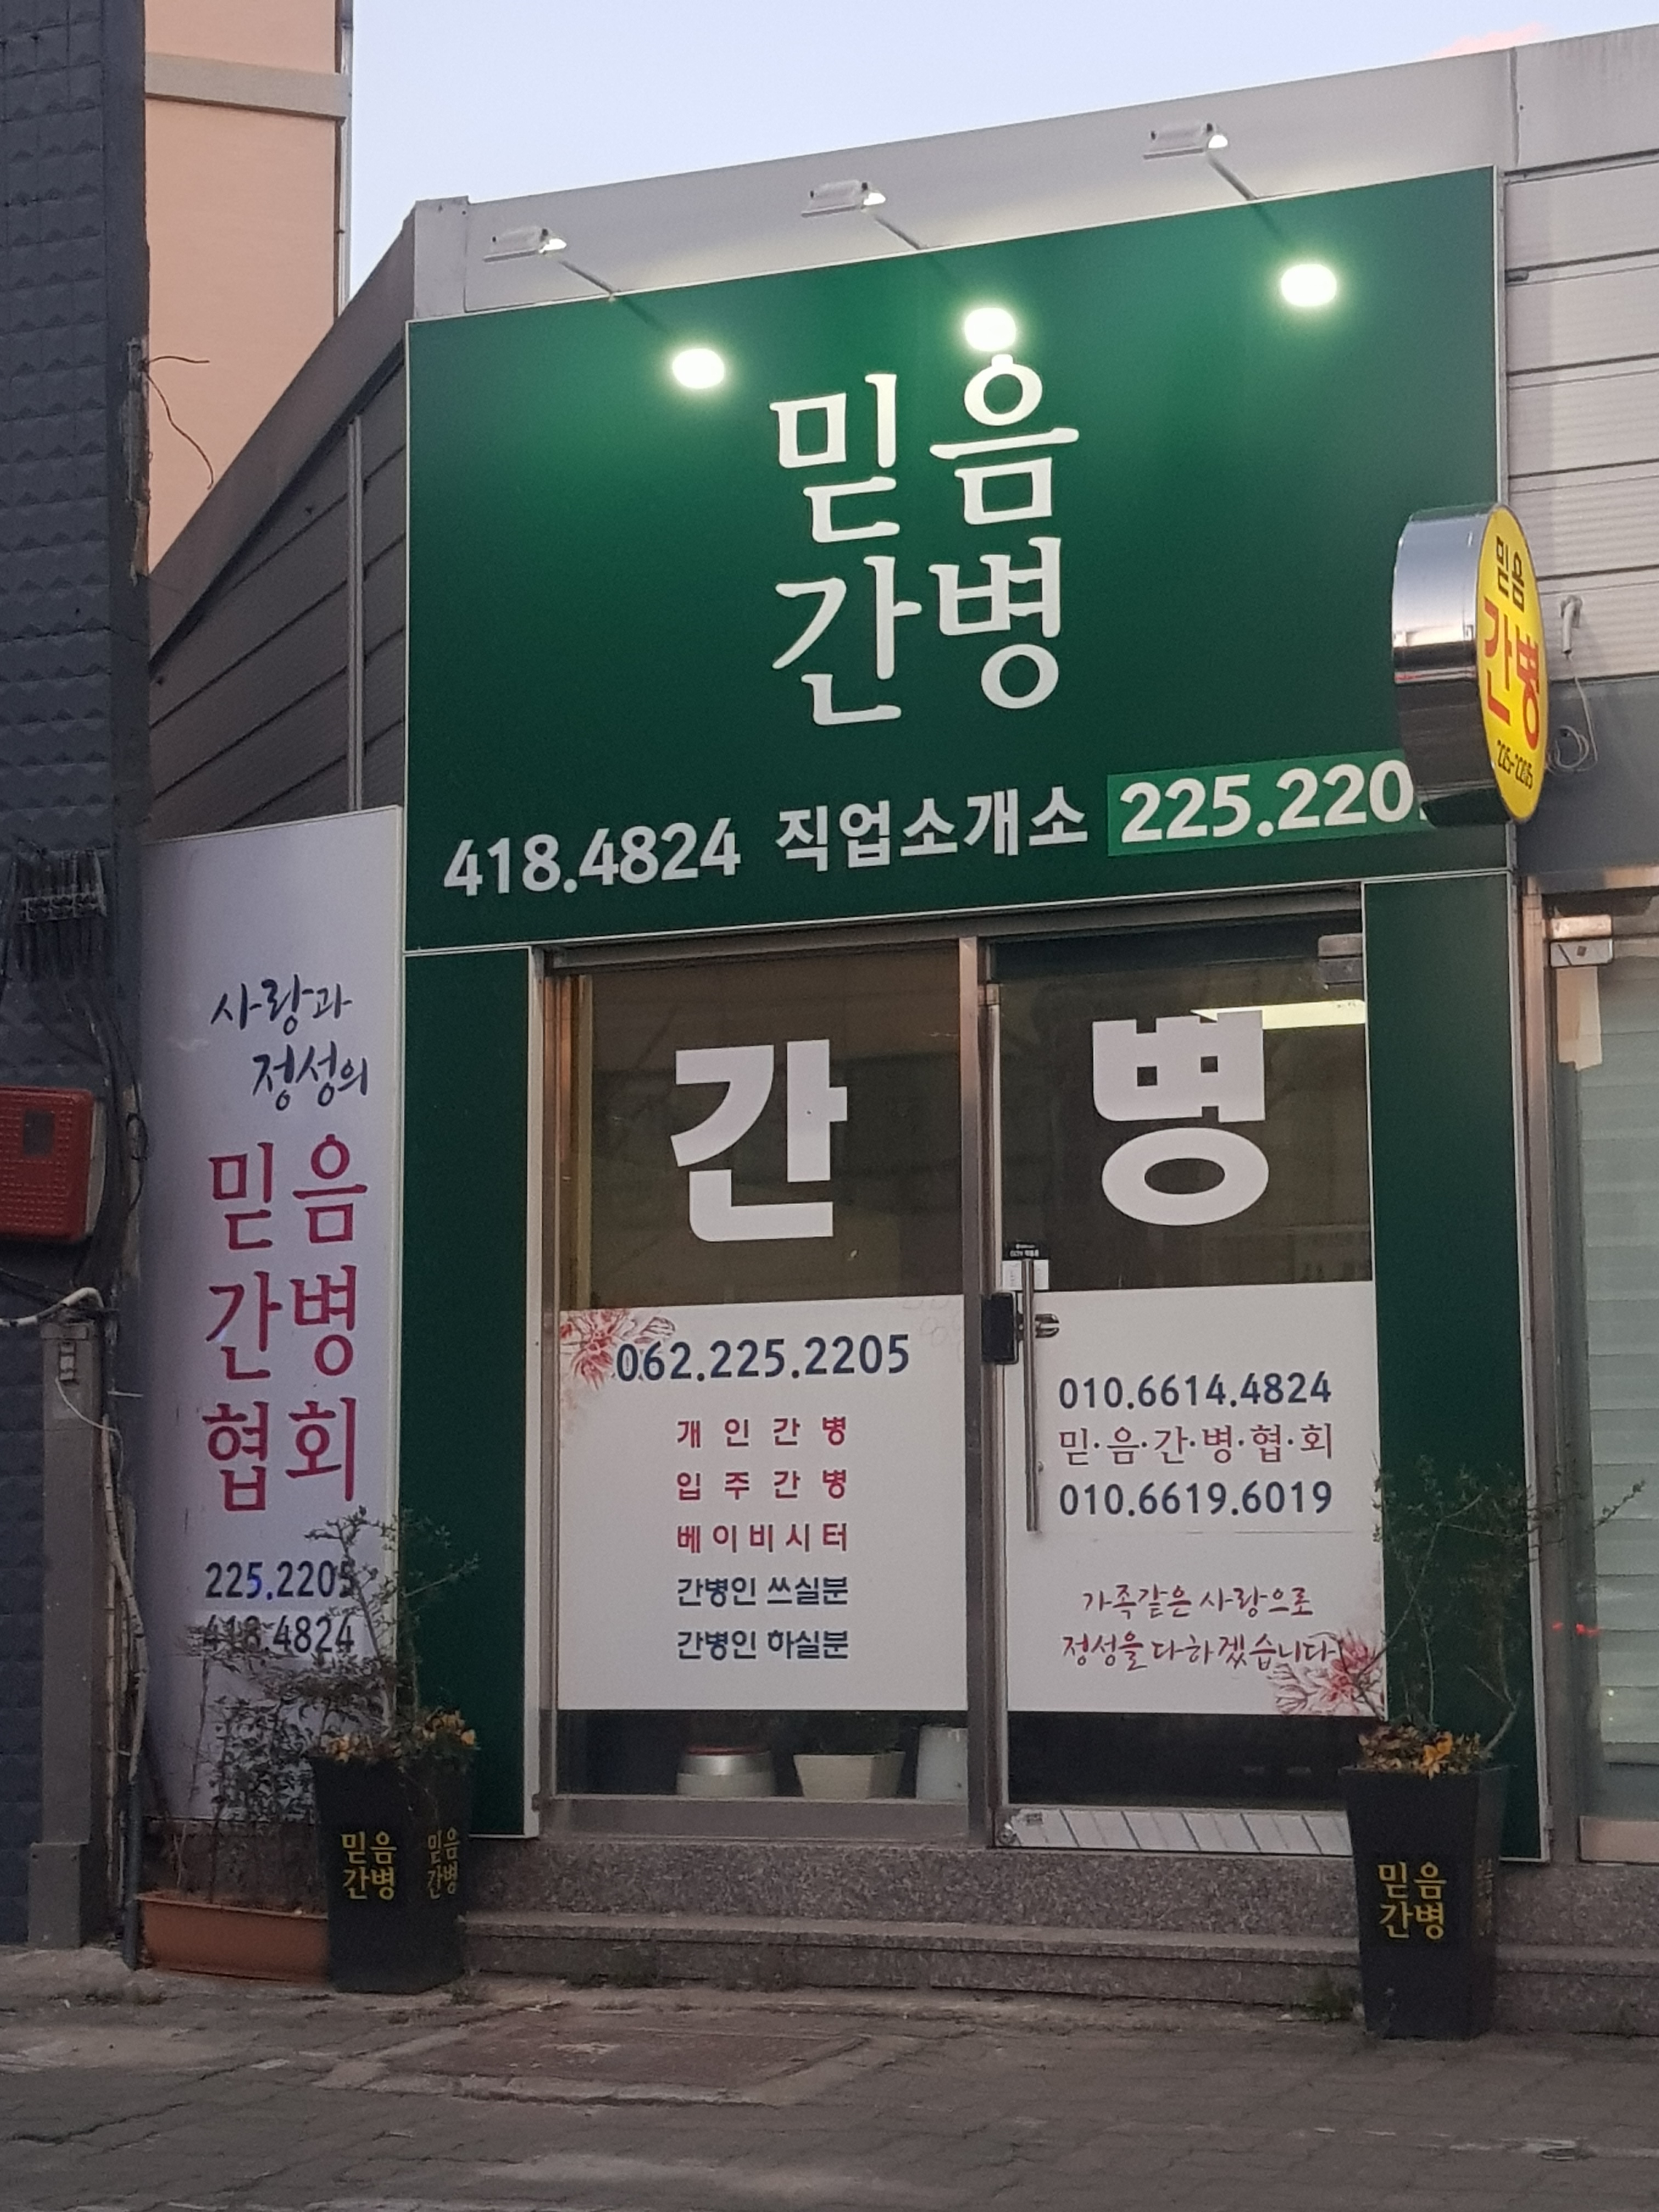 믿음
간병
418.4824 직업소개소 225.220
믿음
간병
225-2205
사랑과
정성의
믿음
간병
협회
225.2205
418.4824
간 병
062.225.2205
개인간병
입주간병
베이비시터
간병인 쓰실분
간병인 하실분
010.6614.4824
믿·음·간·병·협·회
010.6619.6019
가족같은 사랑으로
정성을 다하겠습니다
믿음
간병
믿음
간병
믿음
간병